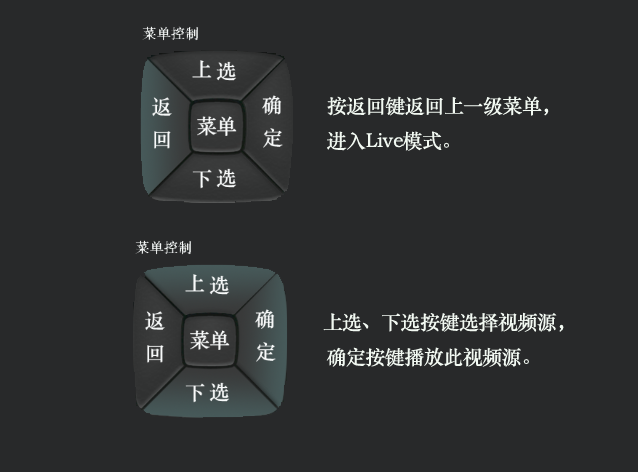 菜单控制
上选
返回
菜单
确定
下选
按返回键返回上一级菜单，
进入Live模式。
菜单控制
上选
返回
菜单
确定
下选
上选、下选按键选择视频源，
确定按键播放此视频源。